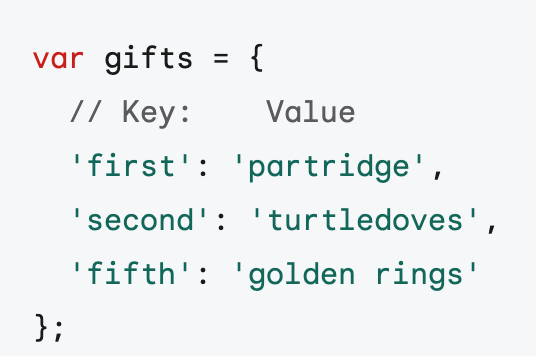 var gifts = {
  // Key:    Value
  'first': 'partridge',
  'second': 'turtledoves',
  'fifth': 'golden rings'
};